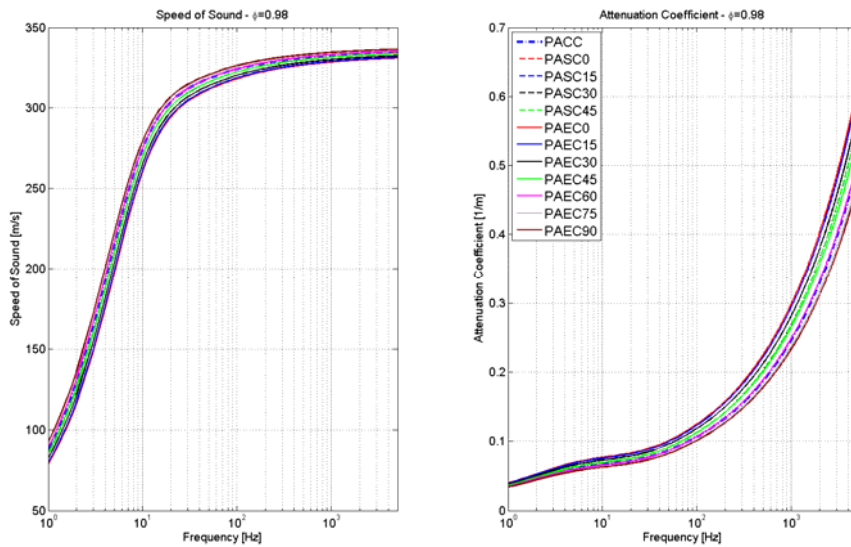 Speed of Sound - ϕ=0.98
Speed of Sound [m/s]
350
300
250
200
150
100
50
10^0
10^1
10^2
10^3
Frequency [Hz]
Attenuation Coefficient - ϕ=0.98
Attenuation Coefficient [1/m]
0.7
0.6
0.5
0.4
0.3
0.2
0.1
0
PACC
PASC0
PASC15
PASC30
PASC45
PAEC0
PAEC15
PAEC30
PAEC45
PAEC60
PAEC75
PAEC90
10^0
10^1
10^2
10^3
Frequency [Hz]